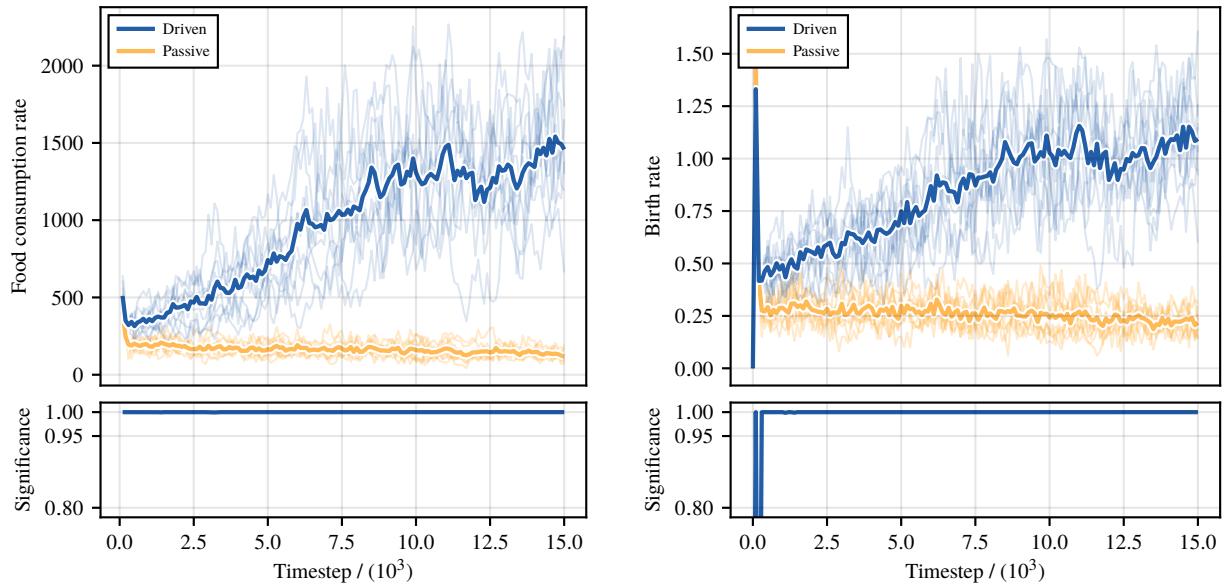 Driven
Passive
2000
1500
1000
500
0
Food consumption rate
1.00
0.95
0.80
Significance
0.0 2.5 5.0 7.5 10.0 12.5 15.0
Timestep / (10³)
Driven
Passive
1.50
1.25
1.00
0.75
0.50
0.25
0.00
Birth rate
1.00
0.95
0.80
Significance
0.0 2.5 5.0 7.5 10.0 12.5 15.0
Timestep / (10³)